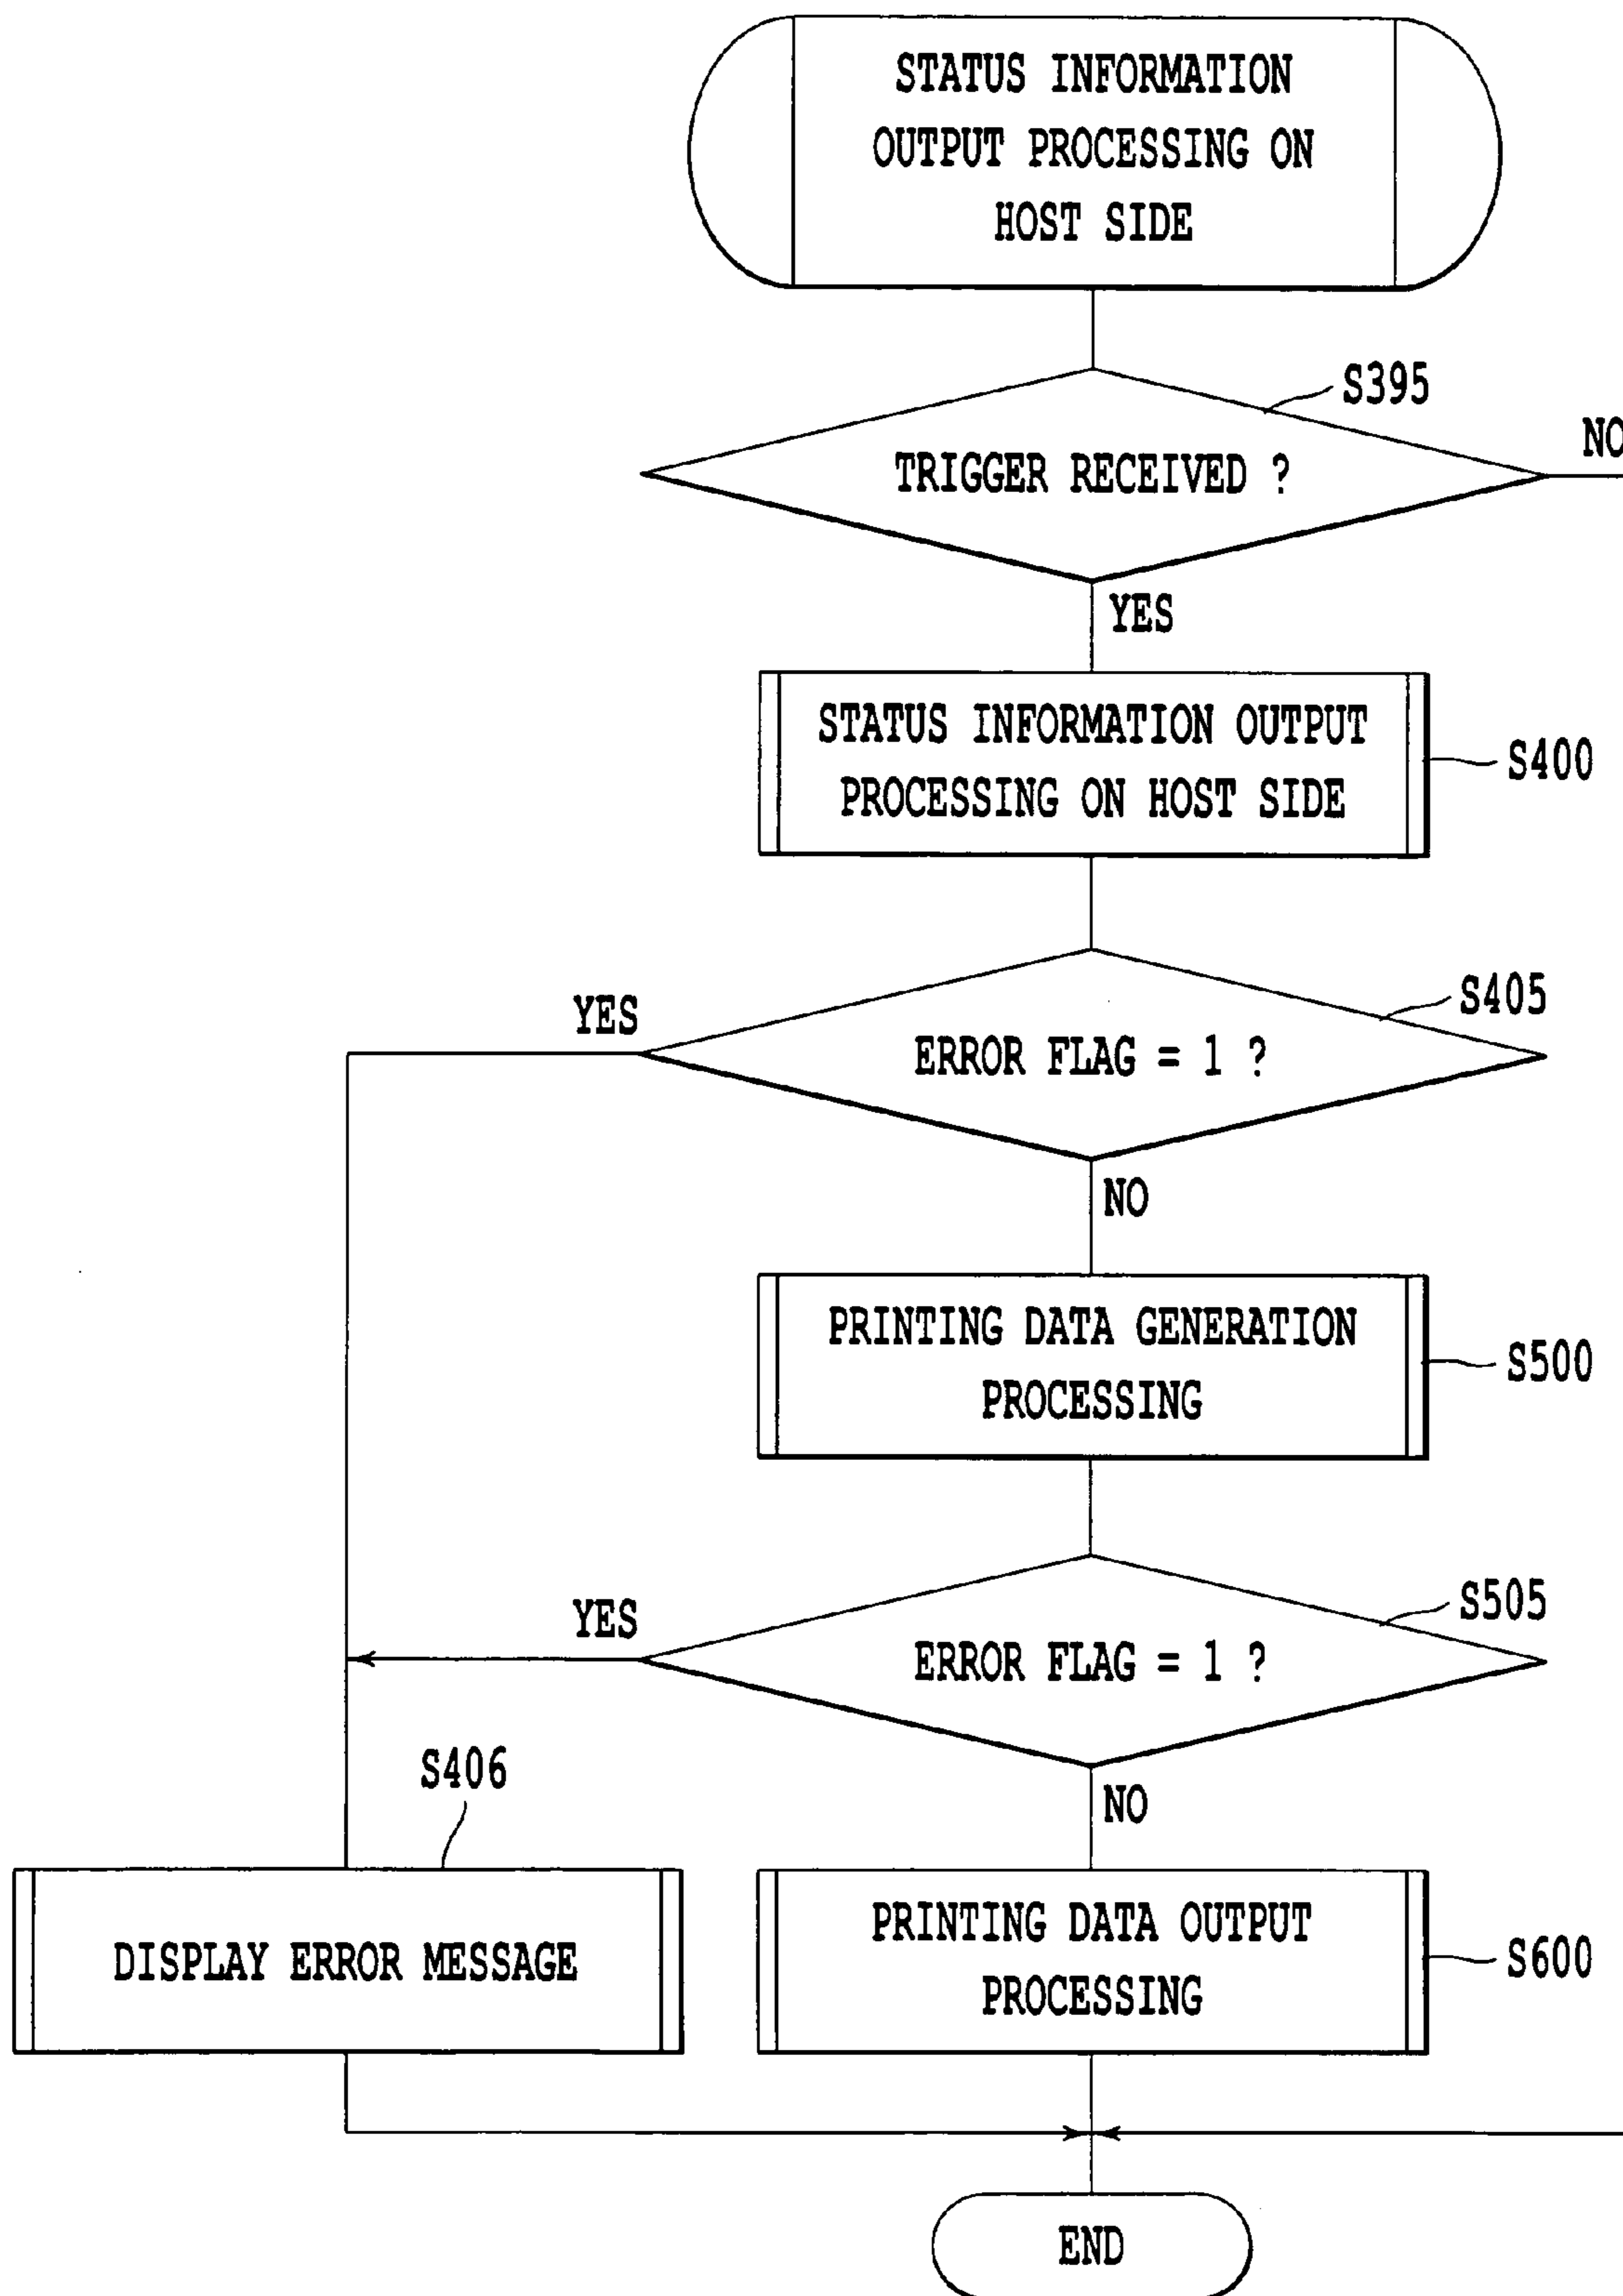 STATUS INFORMATION
OUTPUT PROCESSING ON
HOST SIDE
S395
NO
TRIGGER RECEIVED ?
YES
STATUS INFORMATION OUTPUT
PROCESSING ON HOST SIDE
S400
S405
YES
ERROR FLAG = 1 ?
NO
PRINTING DATA GENERATION
PROCESSING
S500
S505
YES
ERROR FLAG = 1 ?
S406
NO
DISPLAY ERROR MESSAGE
PRINTING DATA OUTPUT
PROCESSING
S600
END